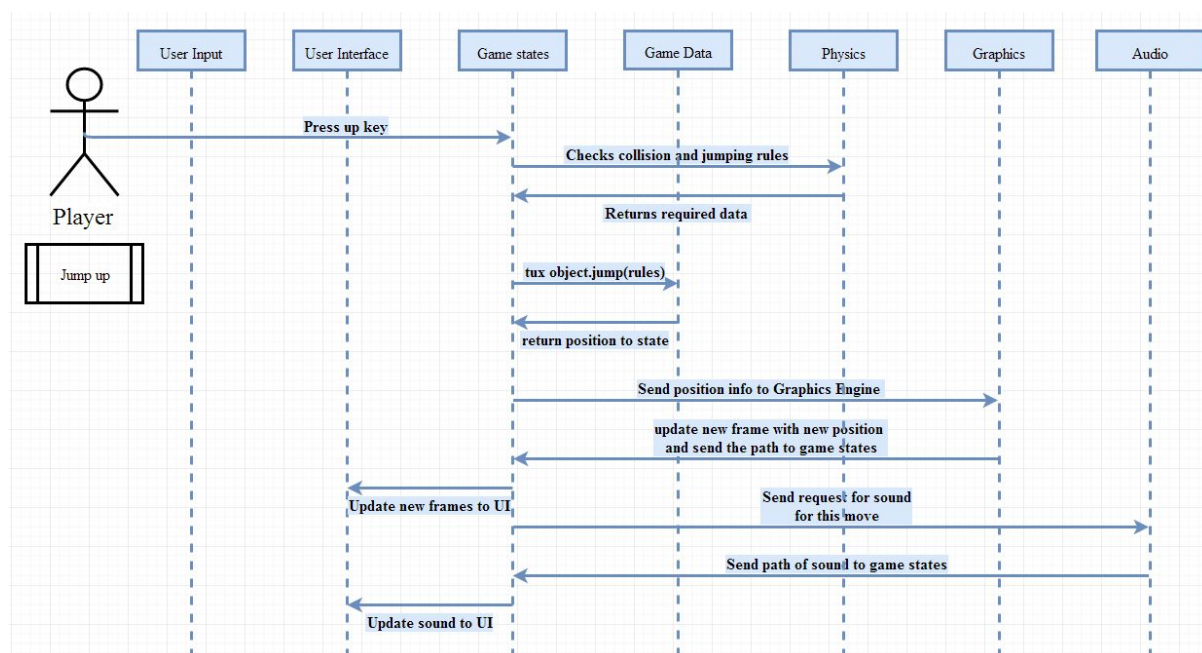 User Input
User Interface
Game states
Game Data
Physics
Graphics
Audio
Press up key
Checks collision and jumping rules
Player
Returns required data
Jump up
tux object.jump(rules)
return position to state
Send position info to Graphics Engine
update new frame with new position
and send the path to game states
Update new frames to UI
Send request for sound
for this move
Send path of sound to game states
Update sound to UI